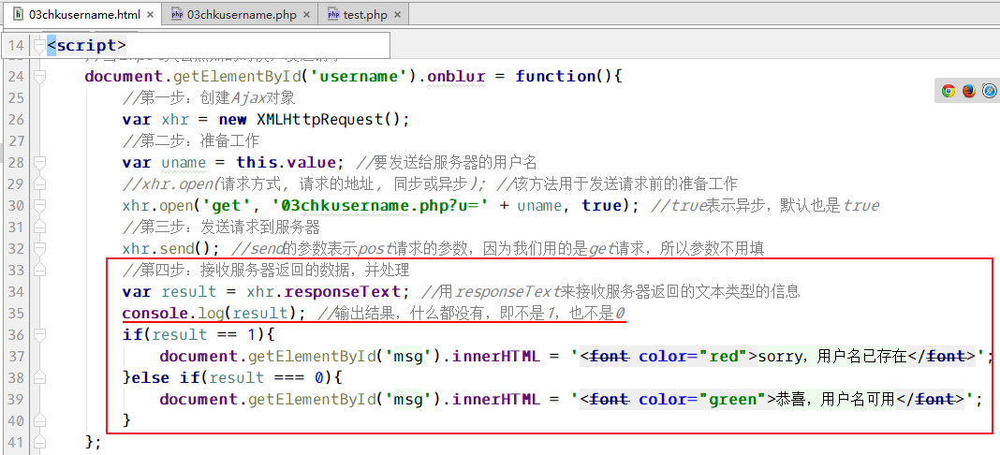 03chkusername.html × 03chkusername.php × test.php ×
14 <script>
24 document.getElementById('username').onblur = function(){
25 //第一步：创建Ajax对象
26 var xhr = new XMLHttpRequest();
27 //第二步：准备工作
28 var uname = this.value; //要发送给服务器的用户名
29 //xhr.open(请求方式, 请求的地址, 同步或异步); //该方法用于发送请求前的准备工作
30 xhr.open('get', '03chkusername.php?u=' + uname, true); //true表示异步，默认也是true
31 //第三步：发送请求到服务器
32 xhr.send(); //send的参数表示post请求的参数，因为我们用的是get请求，所以参数不用填
33 //第四步：接收服务器返回的数据，并处理
34 var result = xhr.responseText; //用responseText来接收服务器返回的文本类型的信息
35 console.log(result); //输出结果，什么都没有，即不是1，也不是0
36 if(result == 1){
37 document.getElementById('msg').innerHTML = '<font color="red">sorry，用户名已存在</font>';
38 }else if(result === 0){
39 document.getElementById('msg').innerHTML = '<font color="green">恭喜，用户名可用</font>';
40 }
41 };